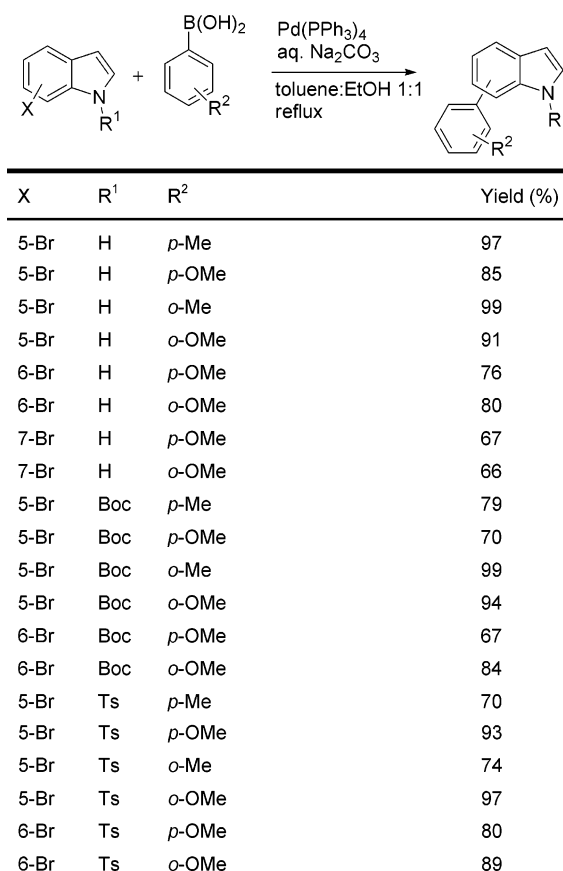 B(OH)₂
Pd(PPh₃)₄
aq. Na₂CO₃
X
N
R¹
+
R²
toluene:EtOH 1:1
reflux
N
R
R²
X R¹ R² Yield (%)
5-Br H p-Me 97
5-Br H p-OMe 85
5-Br H o-Me 99
5-Br H o-OMe 91
6-Br H p-OMe 76
6-Br H o-OMe 80
7-Br H p-OMe 67
7-Br H o-OMe 66
5-Br Boc p-Me 79
5-Br Boc p-OMe 70
5-Br Boc o-Me 99
5-Br Boc o-OMe 94
6-Br Boc p-OMe 67
6-Br Boc o-OMe 84
5-Br Ts p-Me 70
5-Br Ts p-OMe 93
5-Br Ts o-Me 74
5-Br Ts o-OMe 97
6-Br Ts p-OMe 80
6-Br Ts o-OMe 89